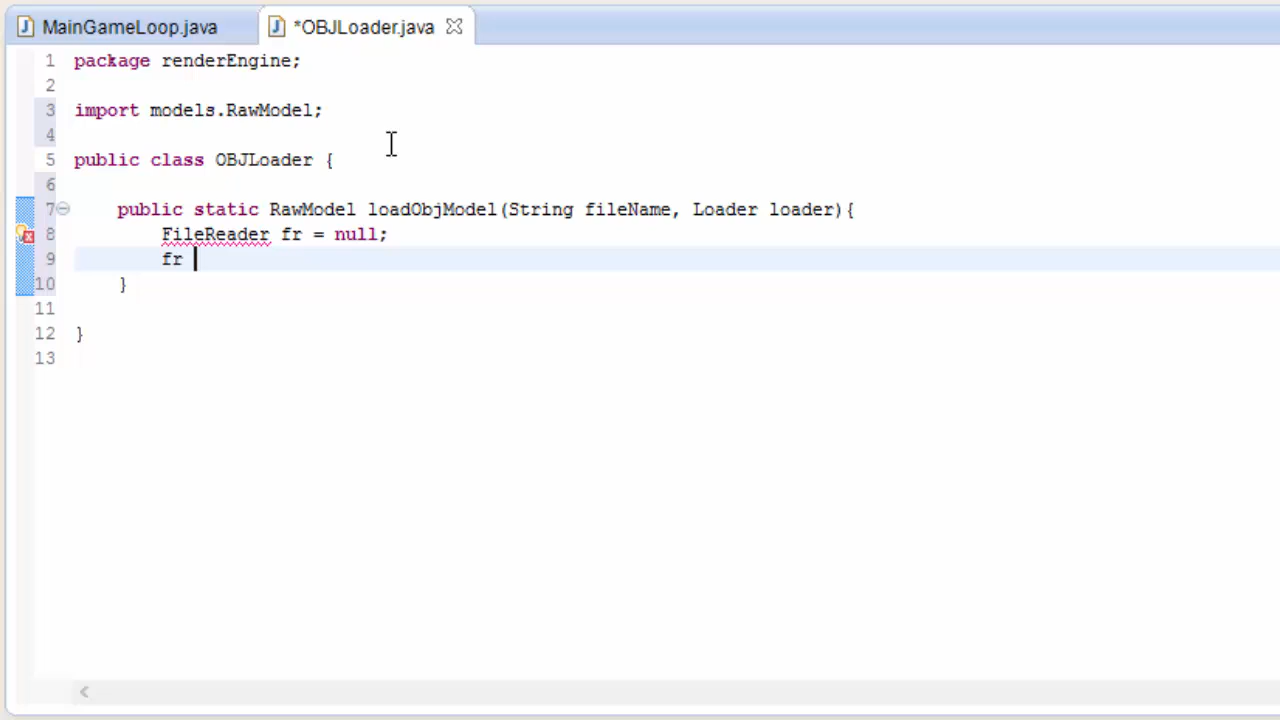 MainGameLoop.java
*OBJLoader.java
1 package renderEngine;
2
3 import models.RawModel;
4
5 public class OBJLoader {
6
7 public static RawModel loadObjModel(String fileName, Loader loader){
8 FileReader fr = null;
9 fr
10 }
11
12 }
13